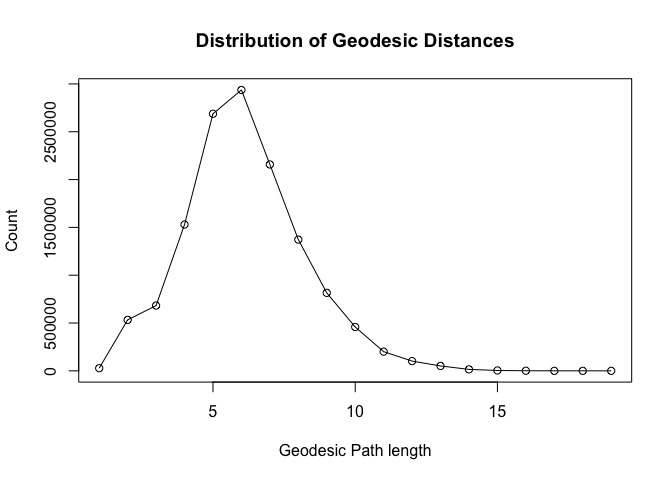 Distribution of Geodesic Distances
Count
2500000
1500000
500000
0
5
10
15
Geodesic Path length